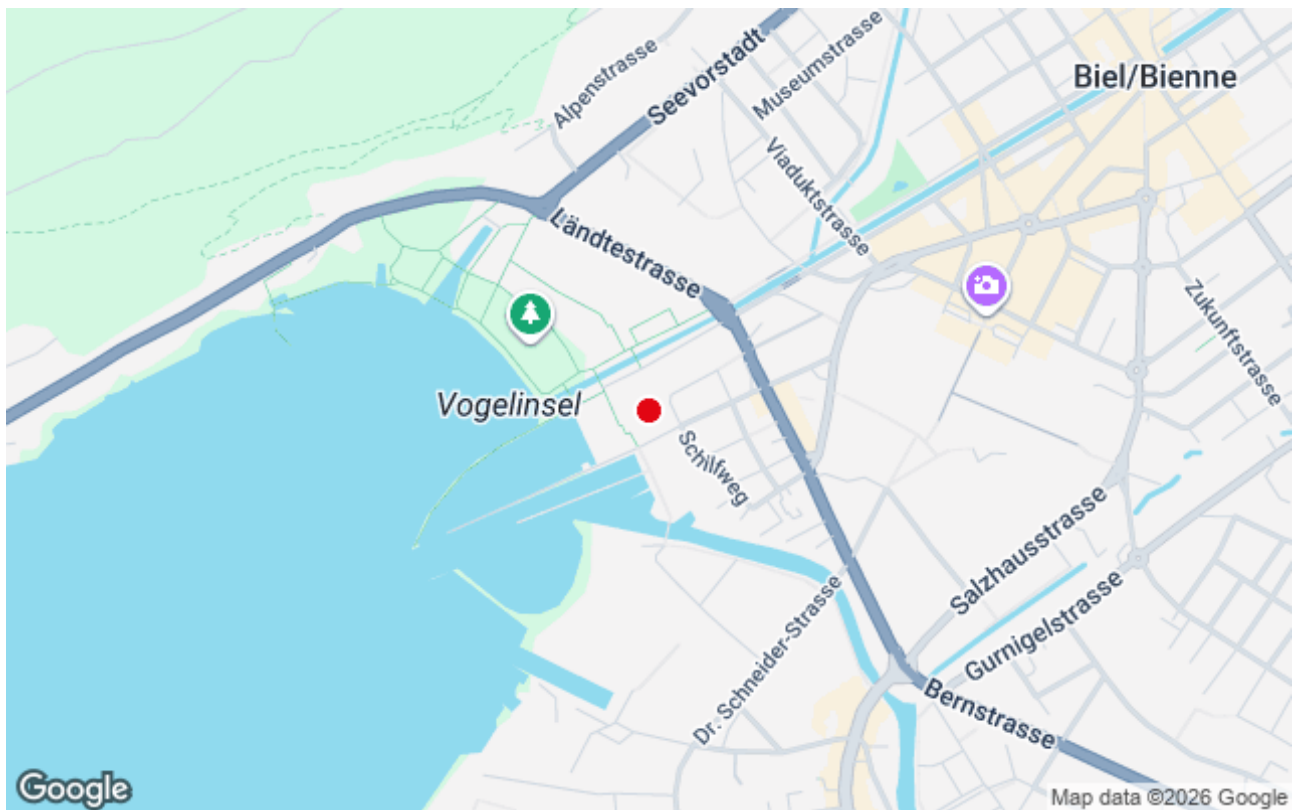 Biel/Bienne
Alpenstrasse
Seevorstadt
Museumstrasse
Viaduktstrasse
Ländtestrasse
Zukunftstrasse
Vogelinsel
Schilfweg
Salzhausstrasse
Gurnigelstrasse
Dr. Schneider-Strasse
Bernstrasse
Google
Map data ©2026 Google